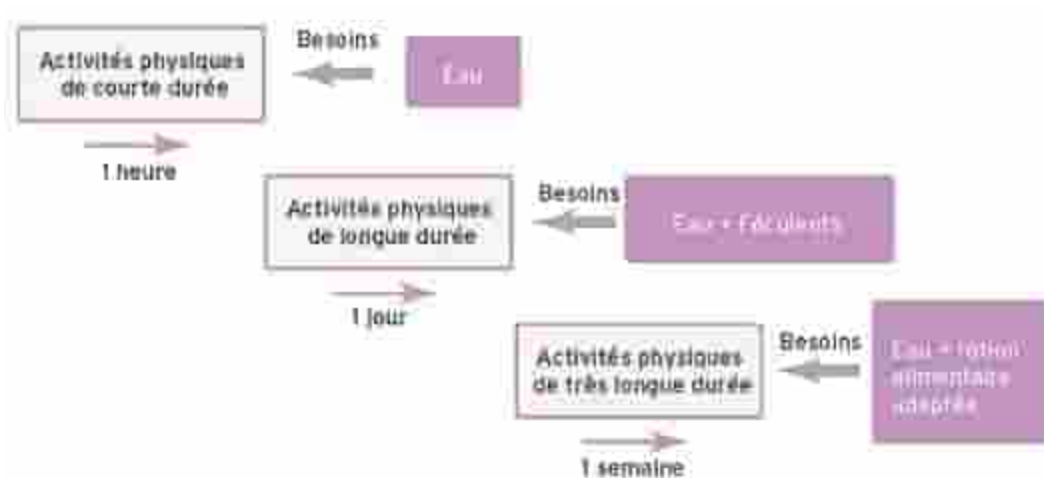 Activités physiques
de courte durée
Besoins
Eau
1 heure
Activités physiques
de longue durée
Besoins
Eau + Féculents
1 jour
Activités physiques
de très longue durée
Besoins
Eau + ration
alimentaire
adaptée
1 semaine